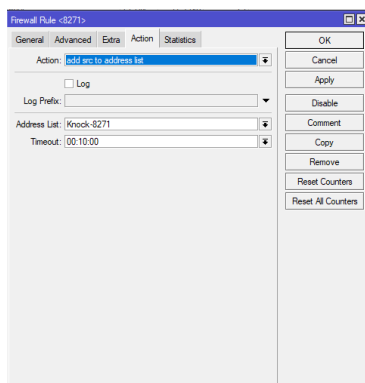 Firewall Rule <8271>
General Advanced Extra Action Statistics
Action: add src to address list
Log
Log Prefix:
Address List: Knock-8271
Timeout: 00:10:00
OK
Cancel
Apply
Disable
Comment
Copy
Remove
Reset Counters
Reset All Counters